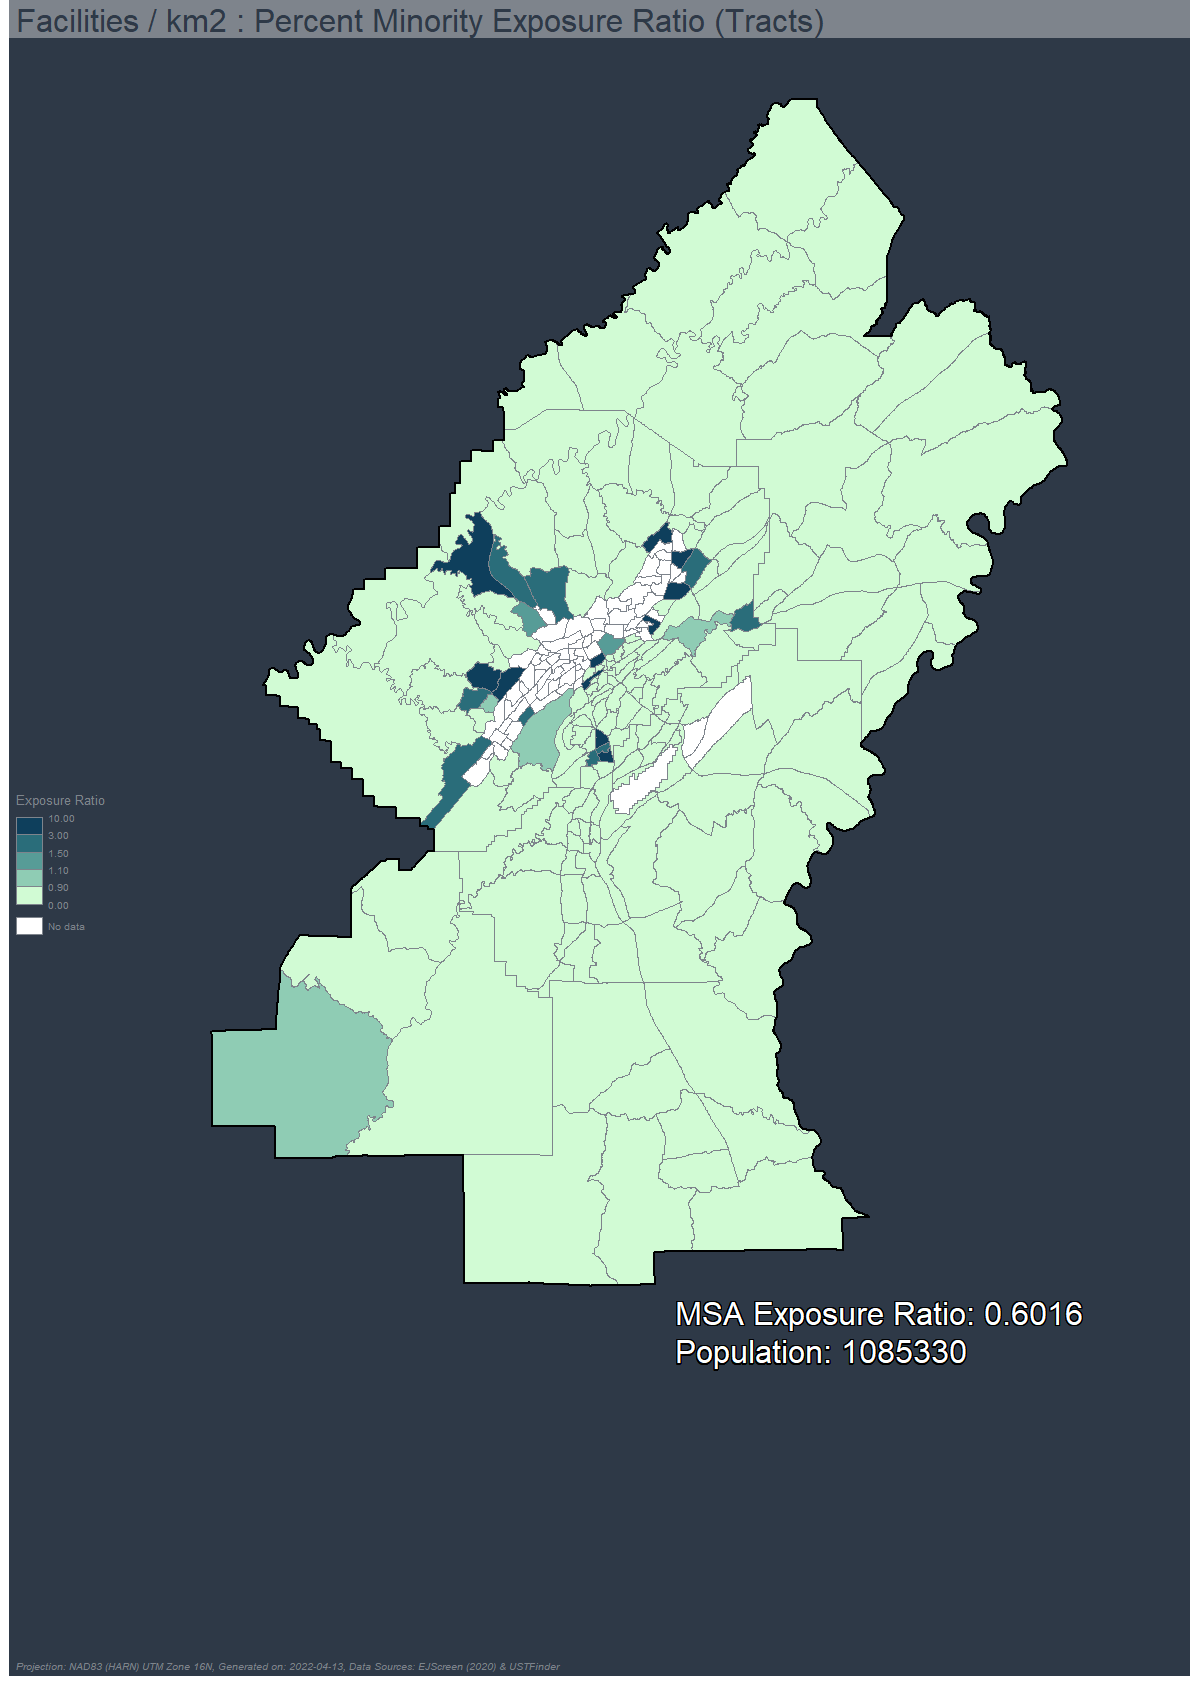 Facilities / km2 : Percent Minority Exposure Ratio (Tracts)
Exposure Ratio
10.00
3.00
1.50
1.10
0.90
0.00
No data
MSA Exposure Ratio: 0.6016
Population: 1085330
Projection: NAD83 (HARN) UTM Zone 16N, Generated on: 2022-04-13, Data Sources: EJScreen (2020) & USTFinder